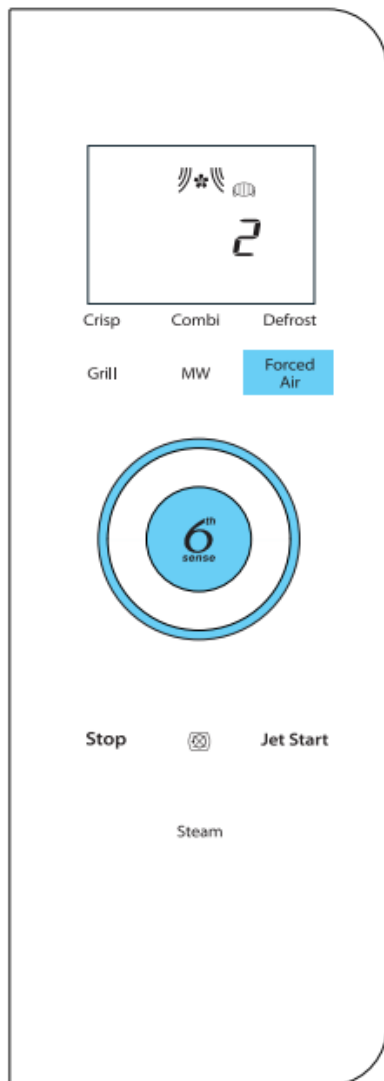 2
Crisp Combi Defrost
Grill MW Forced
Air
6th
sense
Stop Jet Start
Steam